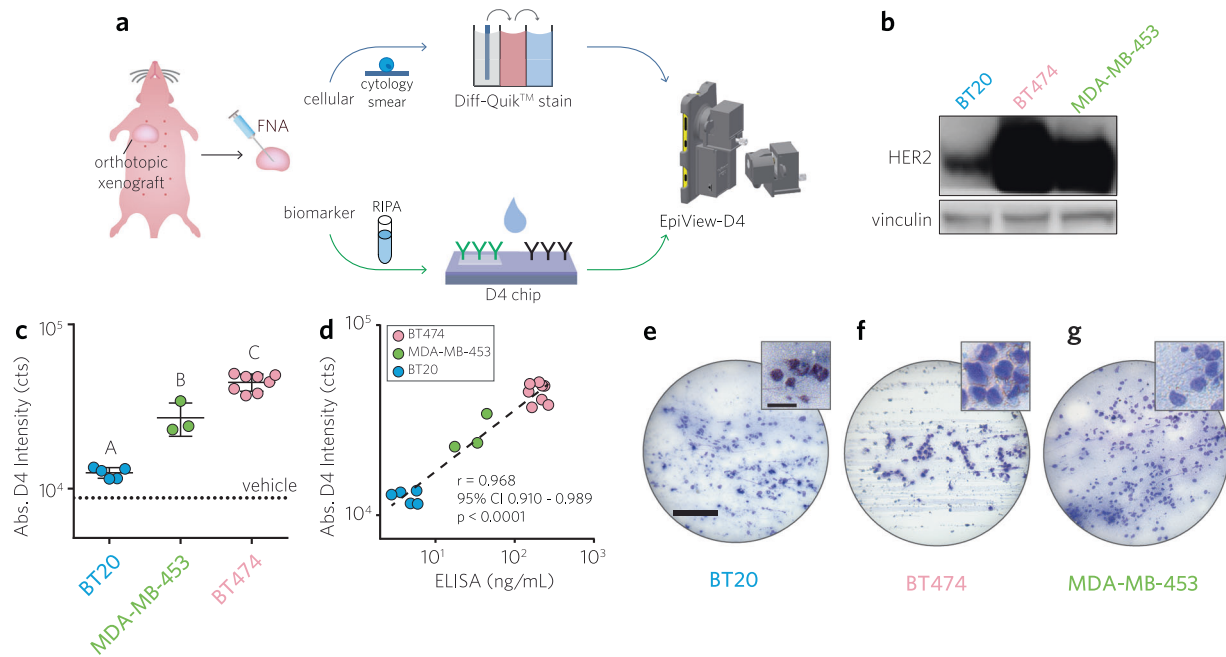 a
cellular
cytology
smear
Diff-Quik™ stain
FNA
orthotopic
xenograft
biomarker
RIPA
D4 chip
EpiView-D4
b
BT20
BT474
MDA-MB-453
HER2
vinculin
c
Abs. D4 Intensity (cts)
10⁵
10⁴
A
B
C
vehicle
BT20
MDA-MB-453
BT474
d
Abs. D4 Intensity (cts)
10⁵
10⁴
BT474
MDA-MB-453
BT20
r = 0.968
95% CI 0.910 - 0.989
p < 0.0001
10¹
10²
10³
ELISA (ng/mL)
e
BT20
f
BT474
g
MDA-MB-453